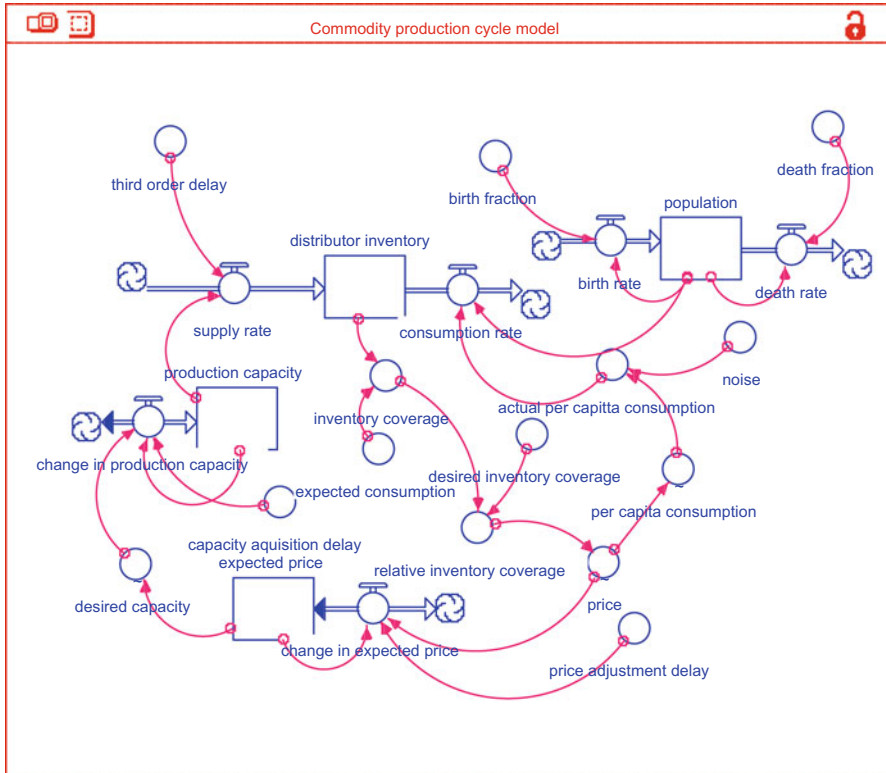 Commodity production cycle model
third order delay
birth fraction
death fraction
population
distributor inventory
birth rate
death rate
supply rate
consumption rate
production capacity
noise
inventory coverage
actual per capitta consumption
change in production capacity
desired inventory coverage
expected consumption
per capita consumption
capacity aquisition delay
expected price
relative inventory coverage
desired capacity
price
change in expected price
price adjustment delay
~
~
~